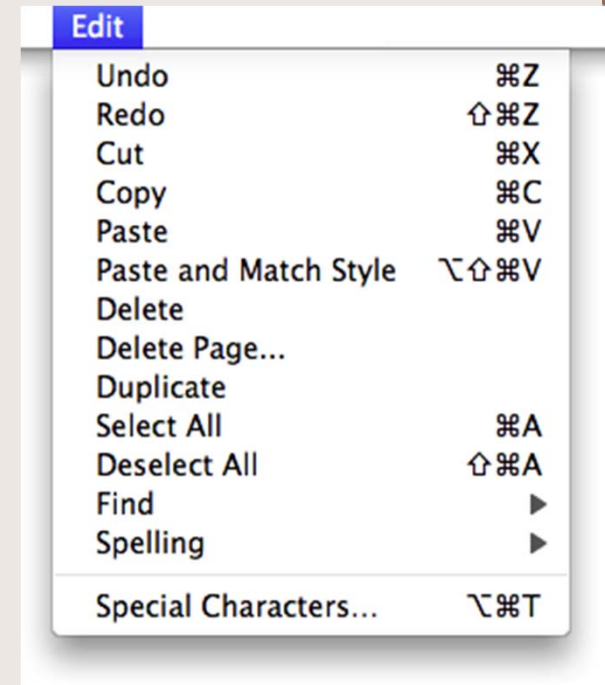 Edit
Undo ⌘Z
Redo ⇧⌘Z
Cut ⌘X
Copy ⌘C
Paste ⌘V
Paste and Match Style ⌥⇧⌘V
Delete
Delete Page...
Duplicate
Select All ⌘A
Deselect All ⇧⌘A
Find ▶
Spelling ▶
Special Characters... ⌥⌘T